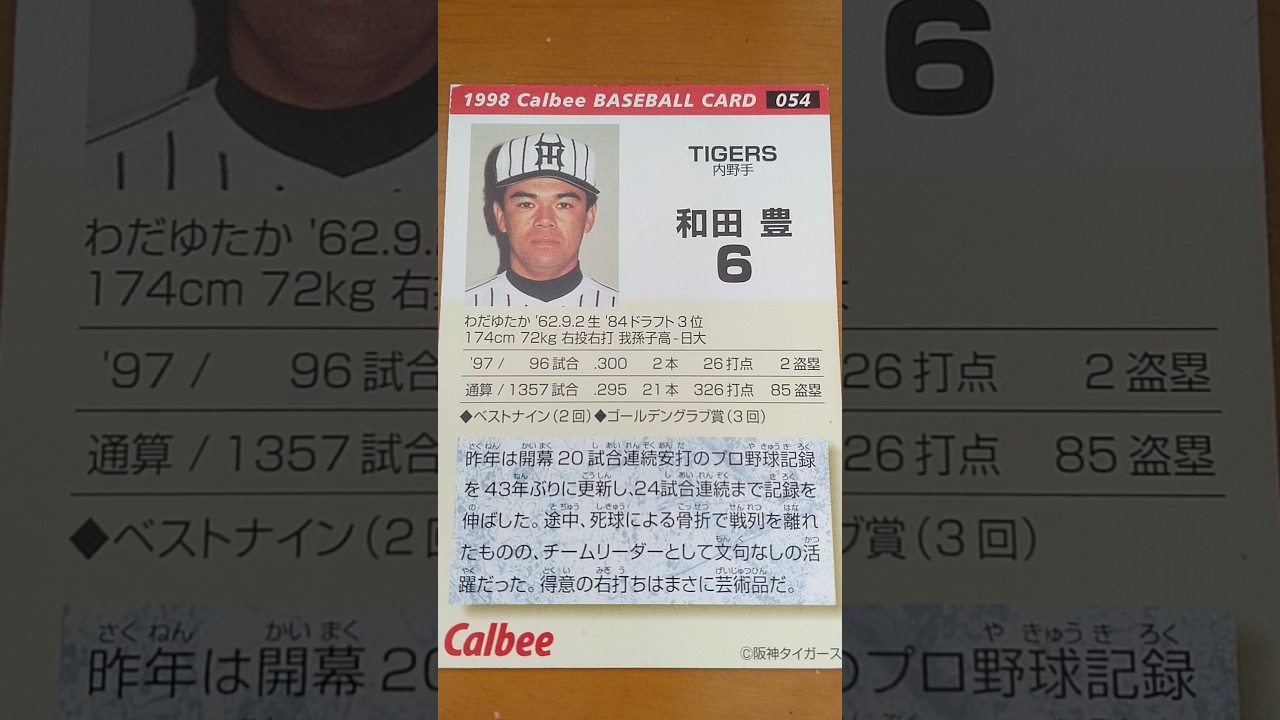 1998 Calbee BASEBALL CARD 054
TIGERS
内野手
和田 豊
6
わだゆたか '62.9.2生 '84ドラフト3位
174cm 72kg 右投右打 我孫子高-日大
'97 / 96試合 .300 2本 26打点 2盗塁
通算 / 1357試合 .295 21本 326打点 85盗塁
◆ベストナイン(2回)◆ゴールデングラブ賞(3回)
昨年は開幕20試合連続安打のプロ野球記録
を43年ぶりに更新し、24試合連続まで記録を
伸ばした。途中、死球による骨折で戦列を離れ
たものの、チームリーダーとして文句なしの活
躍だった。得意の右打ちはまさに芸術品だ。
Calbee
©阪神タイガース